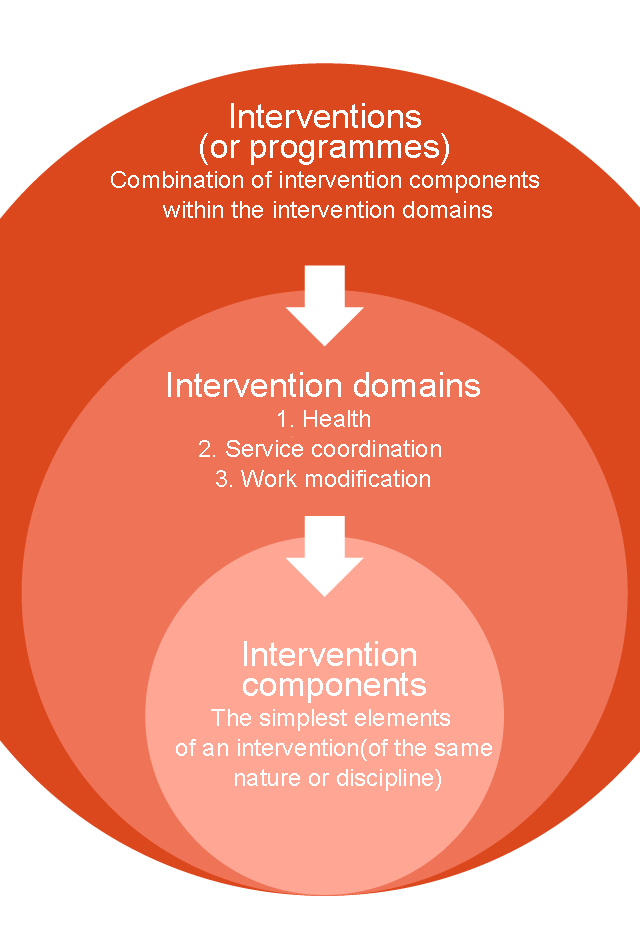 Interventions
(or programmes)
Combination of intervention components
within the intervention domains
Intervention domains
1. Health
2. Service coordination
3. Work modification
Intervention
components
The simplest elements
of an intervention(of the same
nature or discipline)